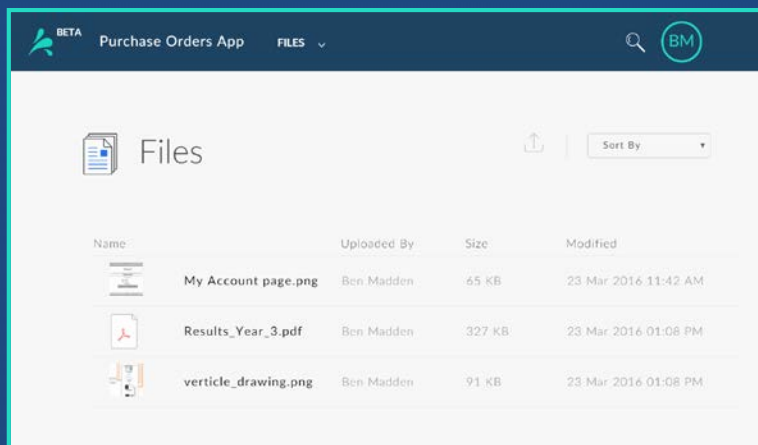 BETA Purchase Orders App FILES BM
Files Sort By
Name Uploaded By Size Modified
My Account page.png Ben Madden 65 KB 23 Mar 2016 11:42 AM
Results_Year_3.pdf Ben Madden 327 KB 23 Mar 2016 01:08 PM
verticle_drawing.png Ben Madden 91 KB 23 Mar 2016 01:08 PM